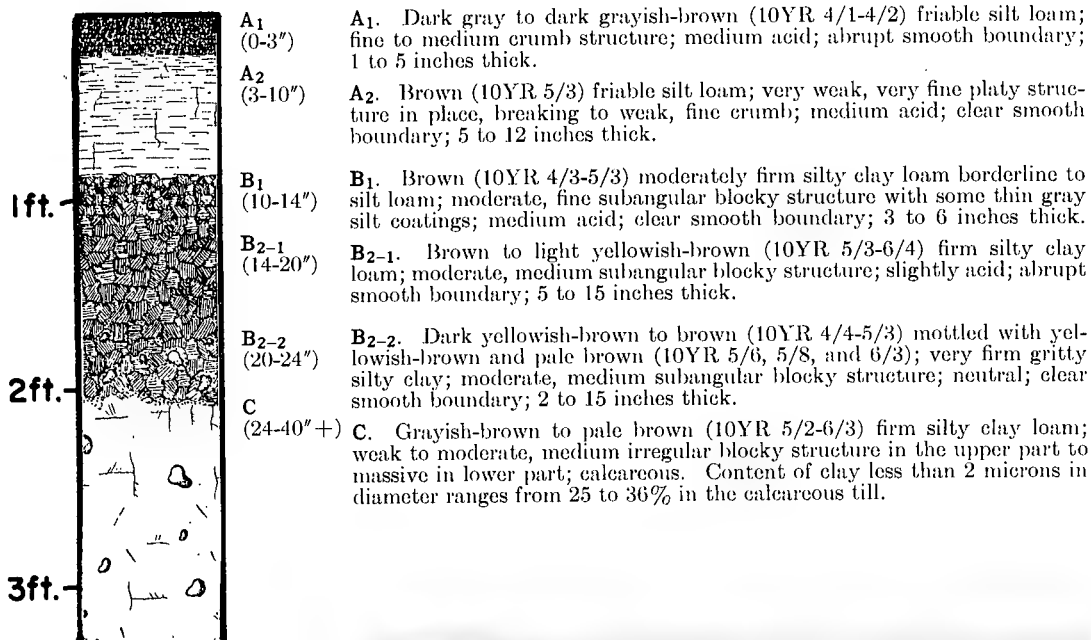 A1
(0-3″)
A1. Dark gray to dark grayish-brown (10YR 4/1-4/2) friable silt loam;
fine to medium crumb structure; medium acid; abrupt smooth boundary;
1 to 5 inches thick.
A2
(3-10″)
A2. Brown (10YR 5/3) friable silt loam; very weak, very fine platy struc-
ture in place, breaking to weak, fine crumb; medium acid; clear smooth
boundary; 5 to 12 inches thick.
1ft.
B1
(10-14″)
B1. Brown (10YR 4/3-5/3) moderately firm silty clay loam borderline to
silt loam; moderate, fine subangular blocky structure with some thin gray
silt coatings; medium acid; clear smooth boundary; 3 to 6 inches thick.
B2-1
(14-20″)
B2-1. Brown to light yellowish-brown (10YR 5/3-6/4) firm silty clay
loam; moderate, medium subangular blocky structure; slightly acid; abrupt
smooth boundary; 5 to 15 inches thick.
B2-2
(20-24″)
B2-2. Dark yellowish-brown to brown (10YR 4/4-5/3) mottled with yel-
lowish-brown and pale brown (10YR 5/6, 5/8, and 6/3); very firm gritty
silty clay; moderate, medium subangular blocky structure; neutral; clear
smooth boundary; 2 to 15 inches thick.
2ft.
C
(24-40″+)
C. Grayish-brown to pale brown (10YR 5/2-6/3) firm silty clay loam;
weak to moderate, medium irregular blocky structure in the upper part to
massive in lower part; calcareous. Content of clay less than 2 microns in
diameter ranges from 25 to 36% in the calcareous till.
3ft.